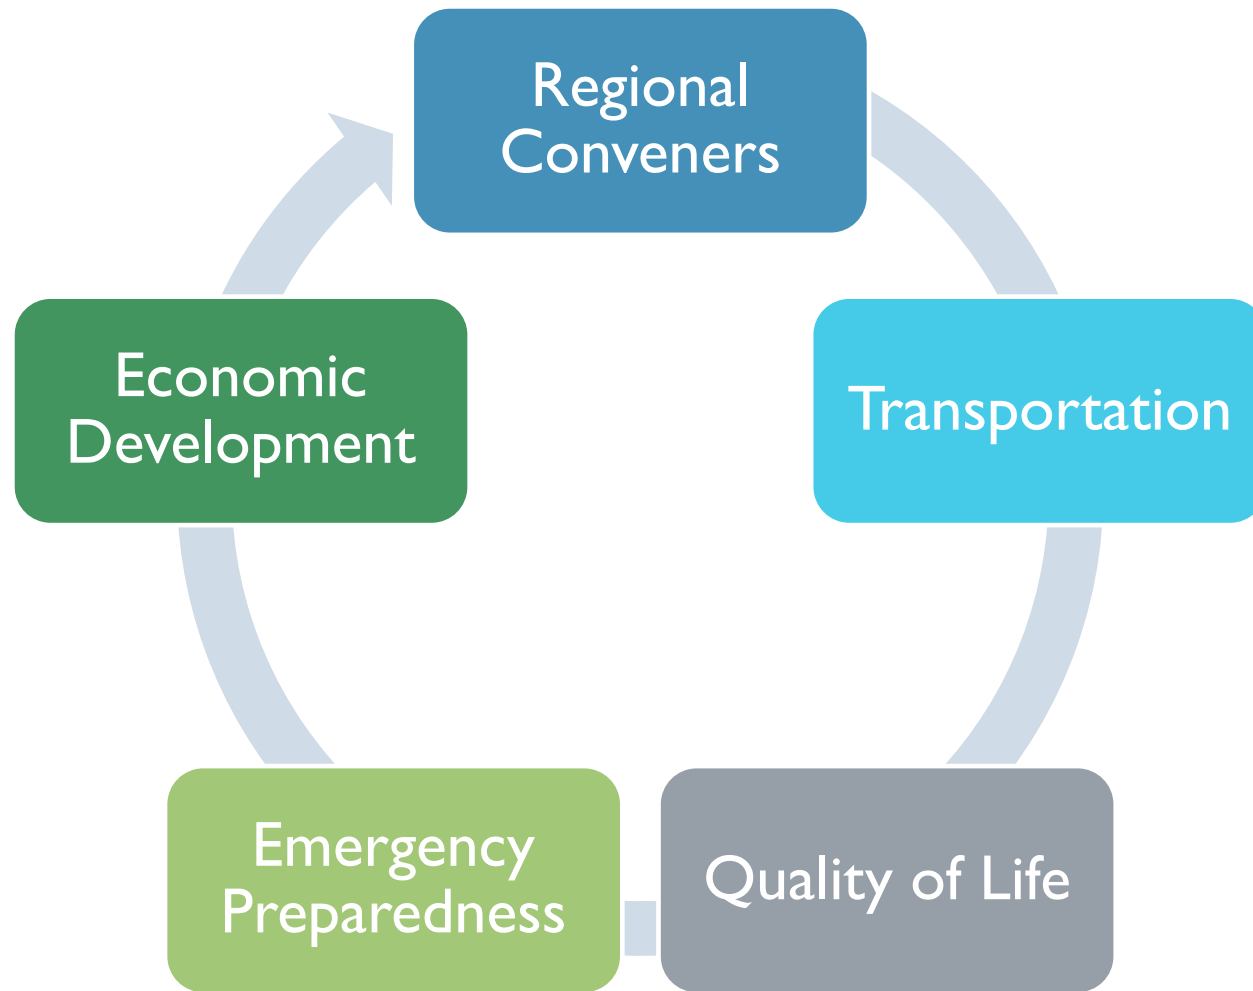 Regional
Conveners
Transportation
Quality of Life
Emergency
Preparedness
Economic
Development